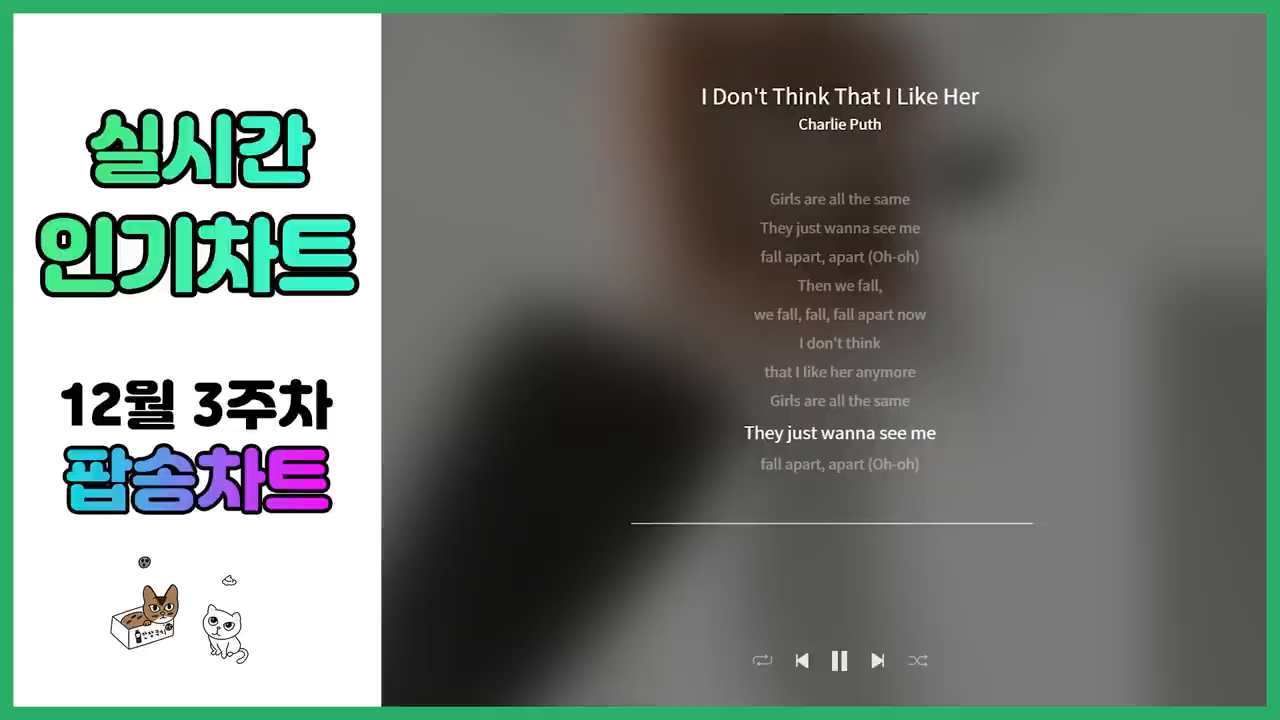 실시간
인기차트
12월 3주차
팝송차트
I Don't Think That I Like Her
Charlie Puth
Girls are all the same
They just wanna see me
fall apart, apart (Oh-oh)
Then we fall,
we fall, fall, fall apart now
I don't think
that I like her anymore
Girls are all the same
They just wanna see me
fall apart, apart (Oh-oh)